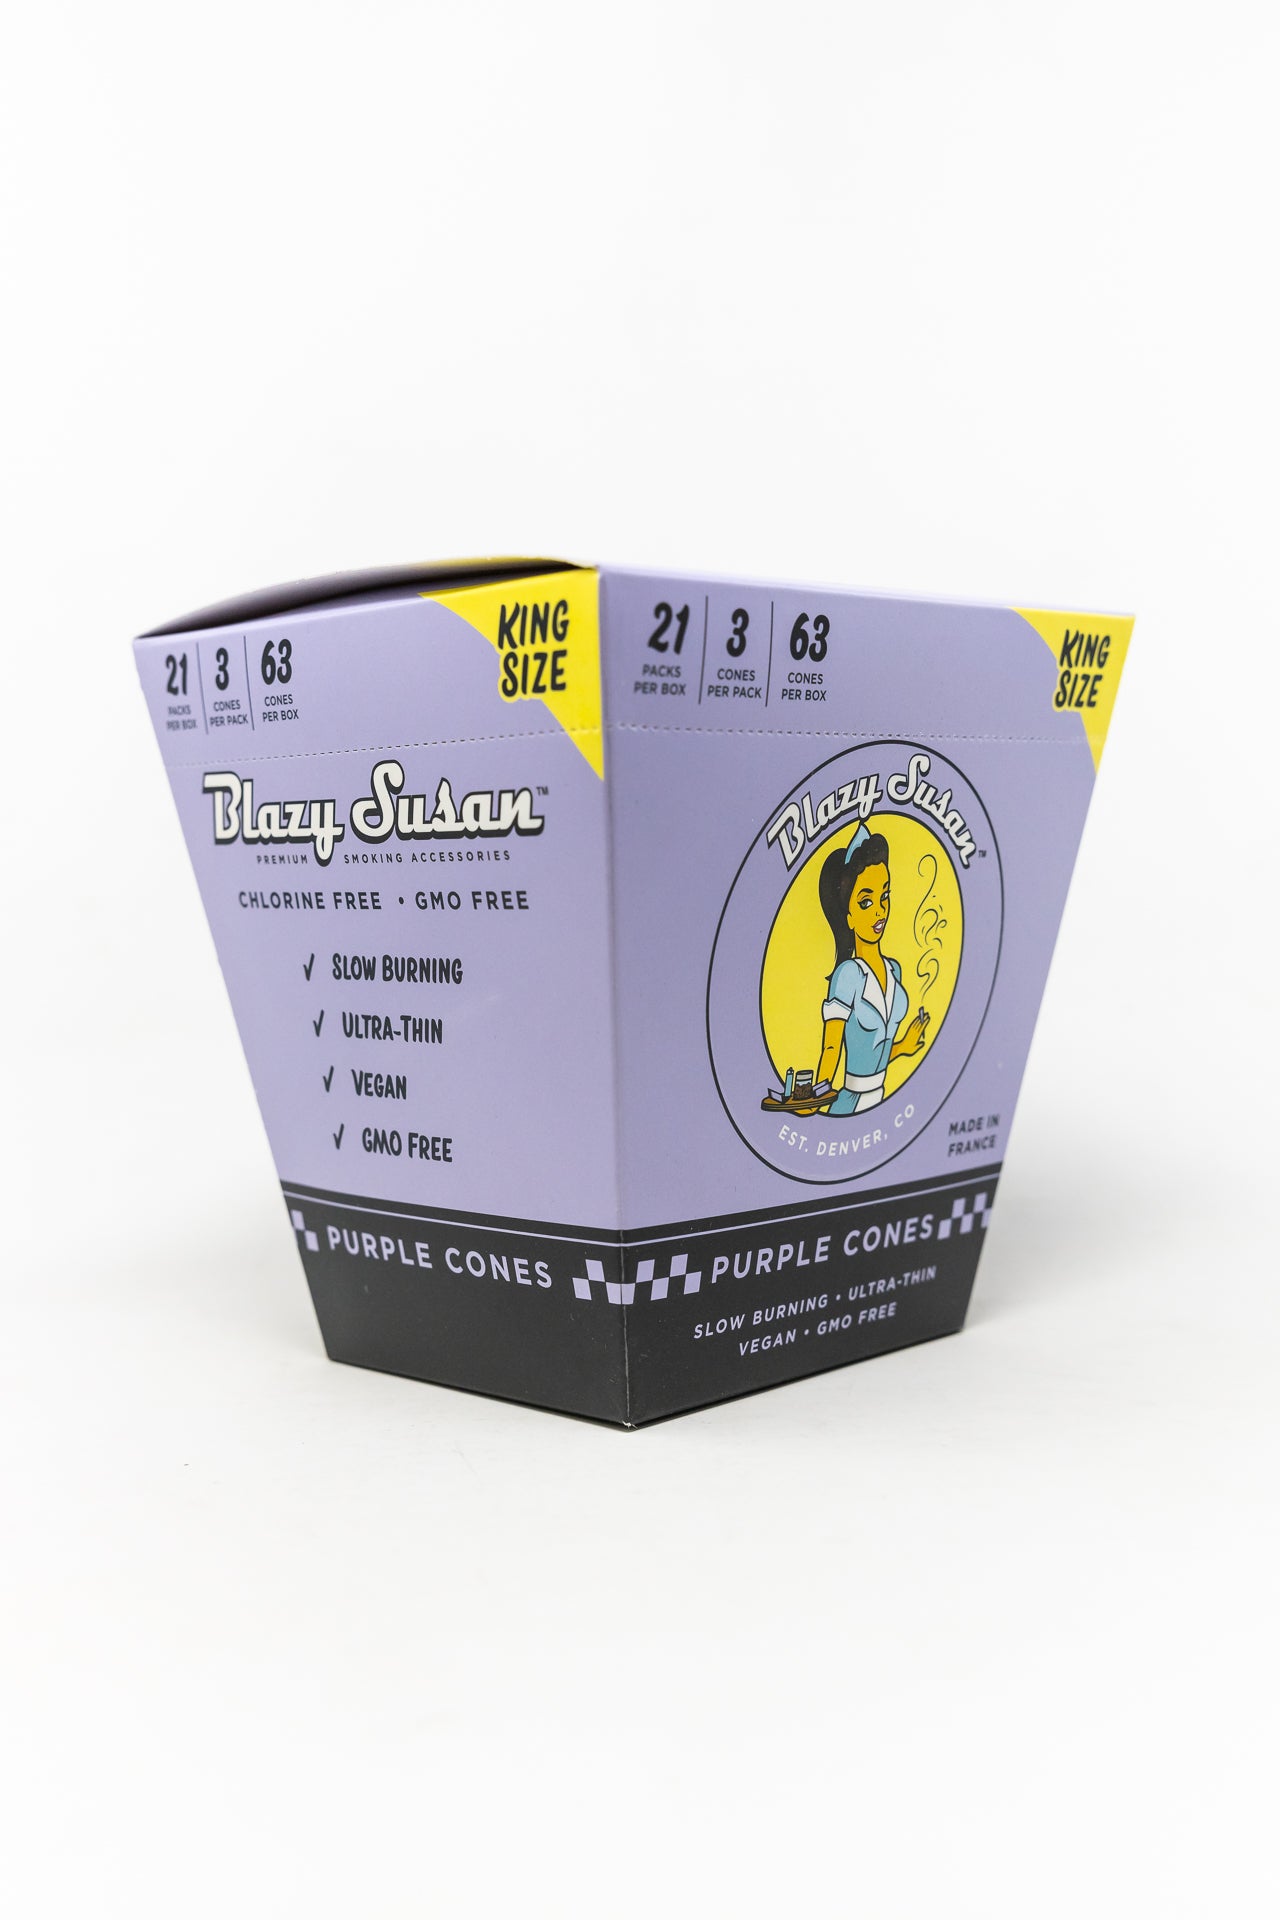 21
PACKS
PER BOX
3
CONES
PER PACK
63
CONES
PER BOX
KING
SIZE
Blazy Susan™
PREMIUM SMOKING ACCESSORIES
CHLORINE FREE • GMO FREE
✓ SLOW BURNING
✓ ULTRA-THIN
✓ VEGAN
✓ GMO FREE
PURPLE CONES
21
PACKS
PER BOX
3
CONES
PER PACK
63
CONES
PER BOX
KING
SIZE
Blazy Susan™
EST. DENVER, CO
MADE IN
FRANCE
PURPLE CONES
SLOW BURNING • ULTRA-THIN
VEGAN • GMO FREE